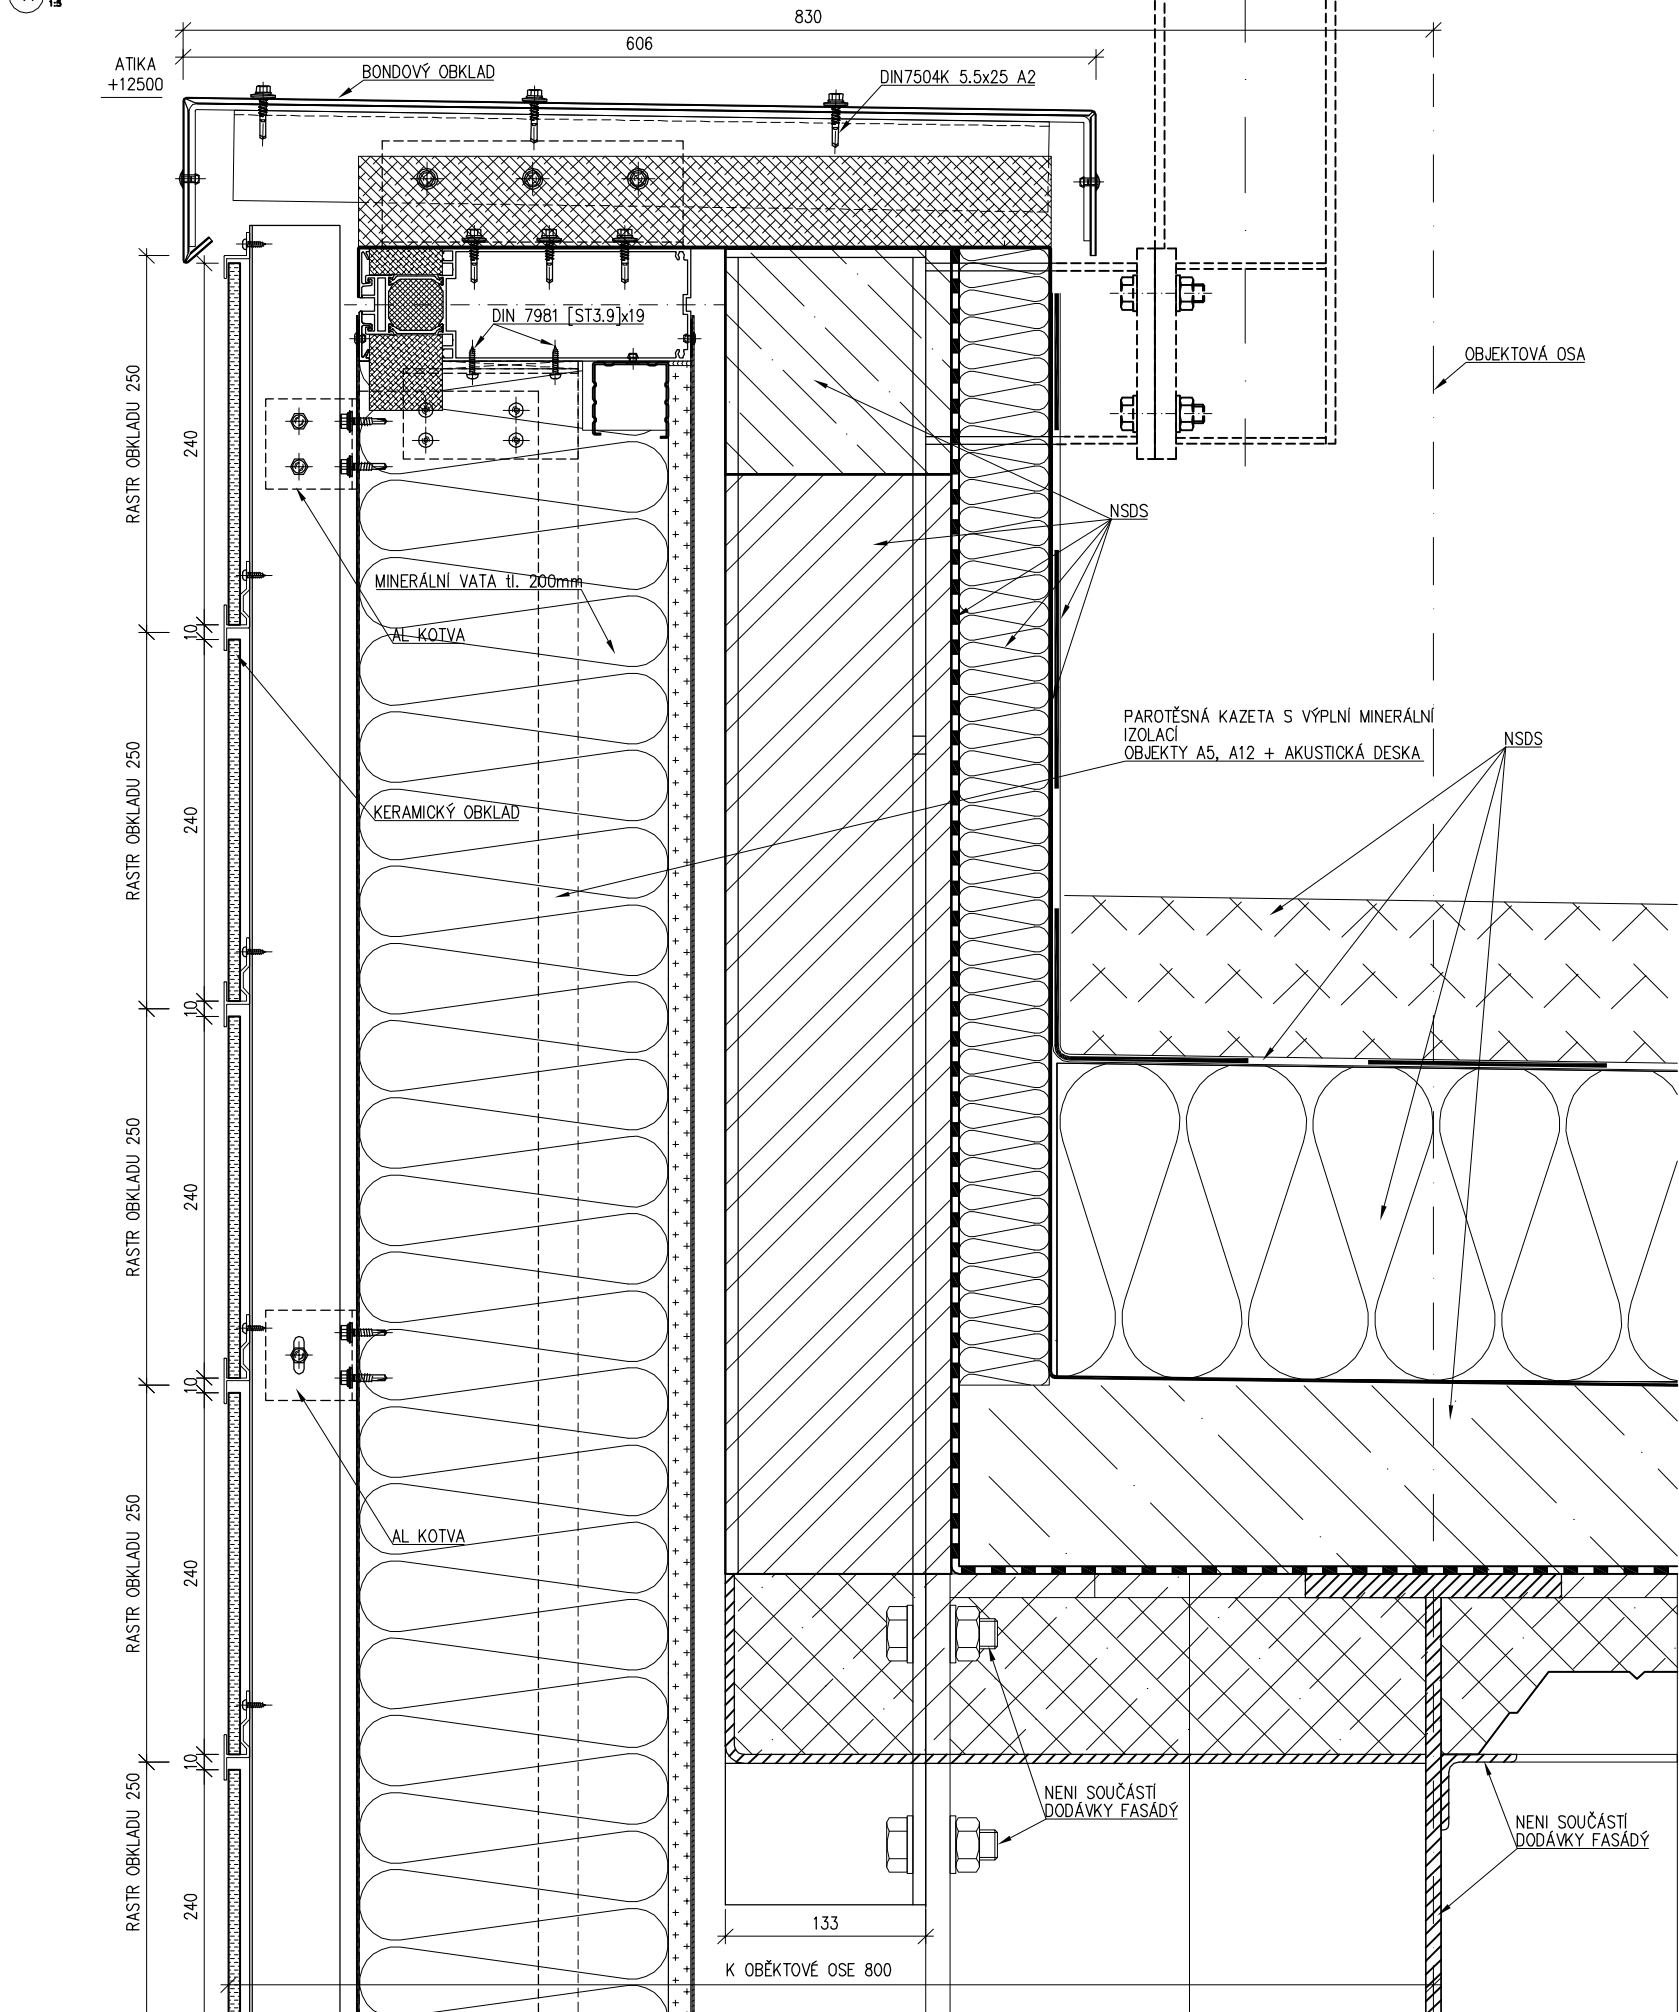 830
606
ATIKA
+12500
BONDOVÝ OBKLAD
DIN7504K 5.5x25 A2
DIN 7981 [ST3.9]x19
OBJEKTOVÁ OSA
RASTR OBKLADU 250
240
NSDS
MINERÁLNÍ VATA tl. 200mm
10
AL KOTVA
PAROTĚSNÁ KAZETA S VÝPLNÍ MINERÁLNÍ
IZOLACÍ
OBJEKTY A5, A12 + AKUSTICKÁ DESKA
NSDS
RASTR OBKLADU 250
240
KERAMICKÝ OBKLAD
10
RASTR OBKLADU 250
240
10
AL KOTVA
RASTR OBKLADU 250
240
10
NENI SOUČÁSTÍ
DODÁVKY FASÁDÝ
NENI SOUČÁSTÍ
DODÁVKY FASÁDÝ
RASTR OBKLADU 250
240
133
K OBĚKTOVÉ OSE 800